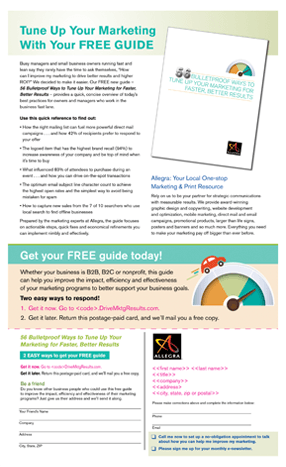 Tune Up Your Marketing
With Your FREE GUIDE
Busy managers and small business owners running fast and
lean say they rarely have the time to ask themselves, "How
can I improve my marketing to drive better results and higher
ROI?" We decided to make it easier. Our FREE new guide –
56 Bulletproof Ways to Tune Up Your Marketing for Faster,
Better Results – provides a quick, concise overview of today's
best practices for owners and managers who work in the
business fast lane.
Use this quick reference to find out:
• How the right mailing list can fuel more powerful direct mail
campaigns . . . and how 43% of recipients prefer to respond to
your offer
• The logoed item that has the highest brand recall (94%) to
increase awareness of your company and be top of mind when
it's time to buy
• What influenced 89% of attendees to purchase during an
event . . . and how you can drive on-the-spot transactions
• The optimum email subject line character count to achieve
the highest open rates and the simplest way to avoid being
mistaken for spam
• How to capture new sales from the 7 of 10 searchers who use
local search to find offline businesses
Prepared by the marketing experts at Allegra, the guide focuses
on actionable steps, quick fixes and economical refinements you
can implement nimbly and effectively.
56 BULLETPROOF WAYS TO
TUNE UP YOUR MARKETING FOR
FASTER, BETTER RESULTS
ALLEGRA
Allegra: Your Local One-stop
Marketing & Print Resource
Rely on us to be your partner for strategic communications
with measurable results. We provide award-winning
graphic design and copywriting, website development
and optimization, mobile marketing, direct mail and email
campaigns, promotional products, larger than life signs,
posters and banners and so much more. Everything you need
to make your marketing pay off bigger than ever before.
Get your FREE guide today!
Whether your business is B2B, B2C or nonprofit, this guide
can help you improve the impact, efficiency and effectiveness
of your marketing programs to better support your business goals.
Two easy ways to respond!
1. Get it now. Go to <code>.DriveMktgResults.com.
2. Get it later. Return this postage-paid card, and we'll mail you a free copy.
56 Bulletproof Ways to Tune Up Your
Marketing for Faster, Better Results
2 EASY ways to get your FREE guide
Get it now. Go to <code>.DriveMktgResults.com.
Get it later. Return this postage-paid card, and we'll mail you a free copy.
Be a friend!
Do you know other business people who could use this free guide
to improve the impact, efficiency and effectiveness of their marketing
programs? Just give us their address and we'll send it along.
Your Friend's Name
Company
Address
City, State, ZIP
ALLEGRA
<<first name>> <<last name>>
<<title>>
<<company>>
<<address>>
<<city, state, zip or postal>>
Please make corrections above and complete the information below:
Phone
Email
Call me now to set up a no-obligation appointment to talk
about how you can help me improve my marketing.
Please sign me up for your monthly e-newsletter.